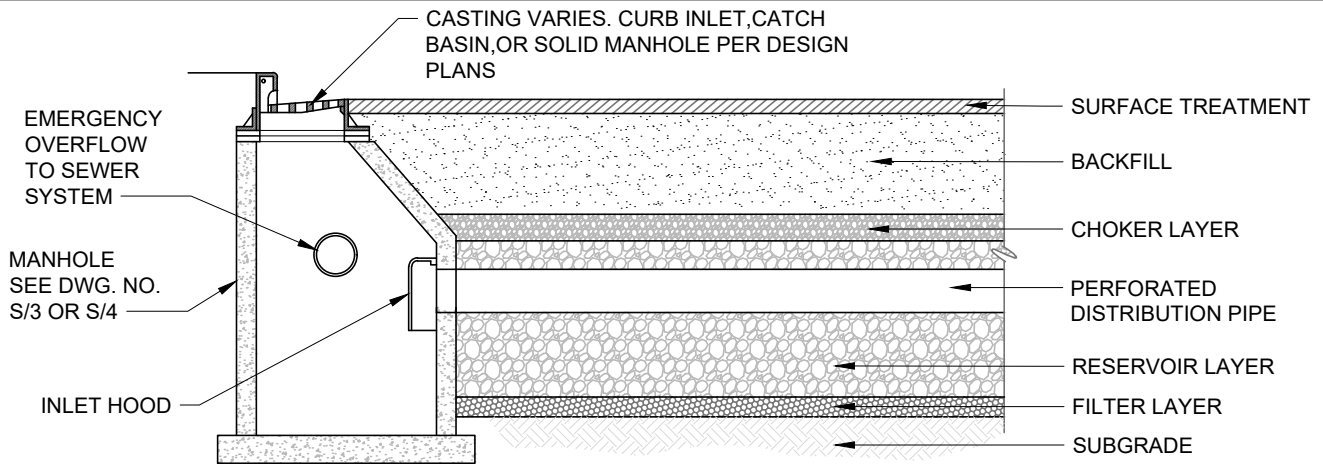 CASTING VARIES. CURB INLET,CATCH
BASIN,OR SOLID MANHOLE PER DESIGN
PLANS
EMERGENCY
OVERFLOW
TO SEWER
SYSTEM
MANHOLE
SEE DWG. NO.
S/3 OR S/4
INLET HOOD
SURFACE TREATMENT
BACKFILL
CHOKER LAYER
PERFORATED
DISTRIBUTION PIPE
RESERVOIR LAYER
FILTER LAYER
SUBGRADE